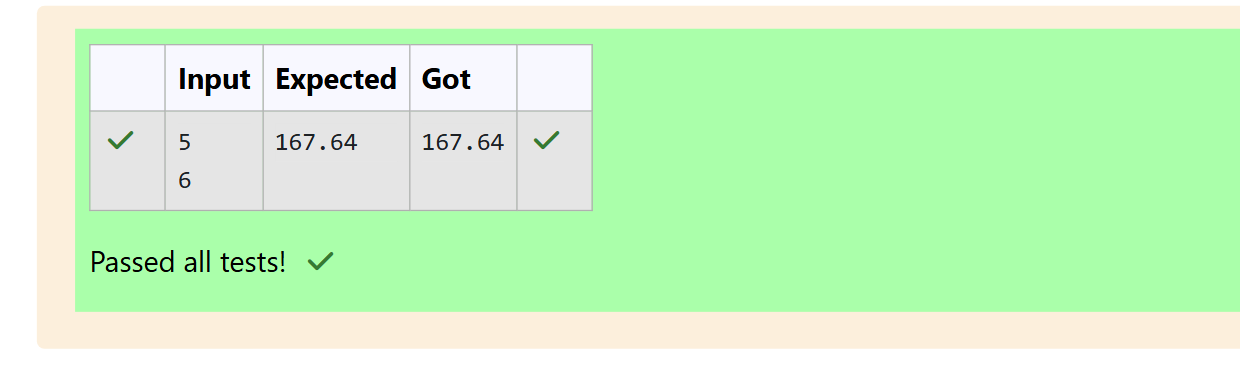 Input Expected Got
5 167.64 167.64
6
Passed all tests!